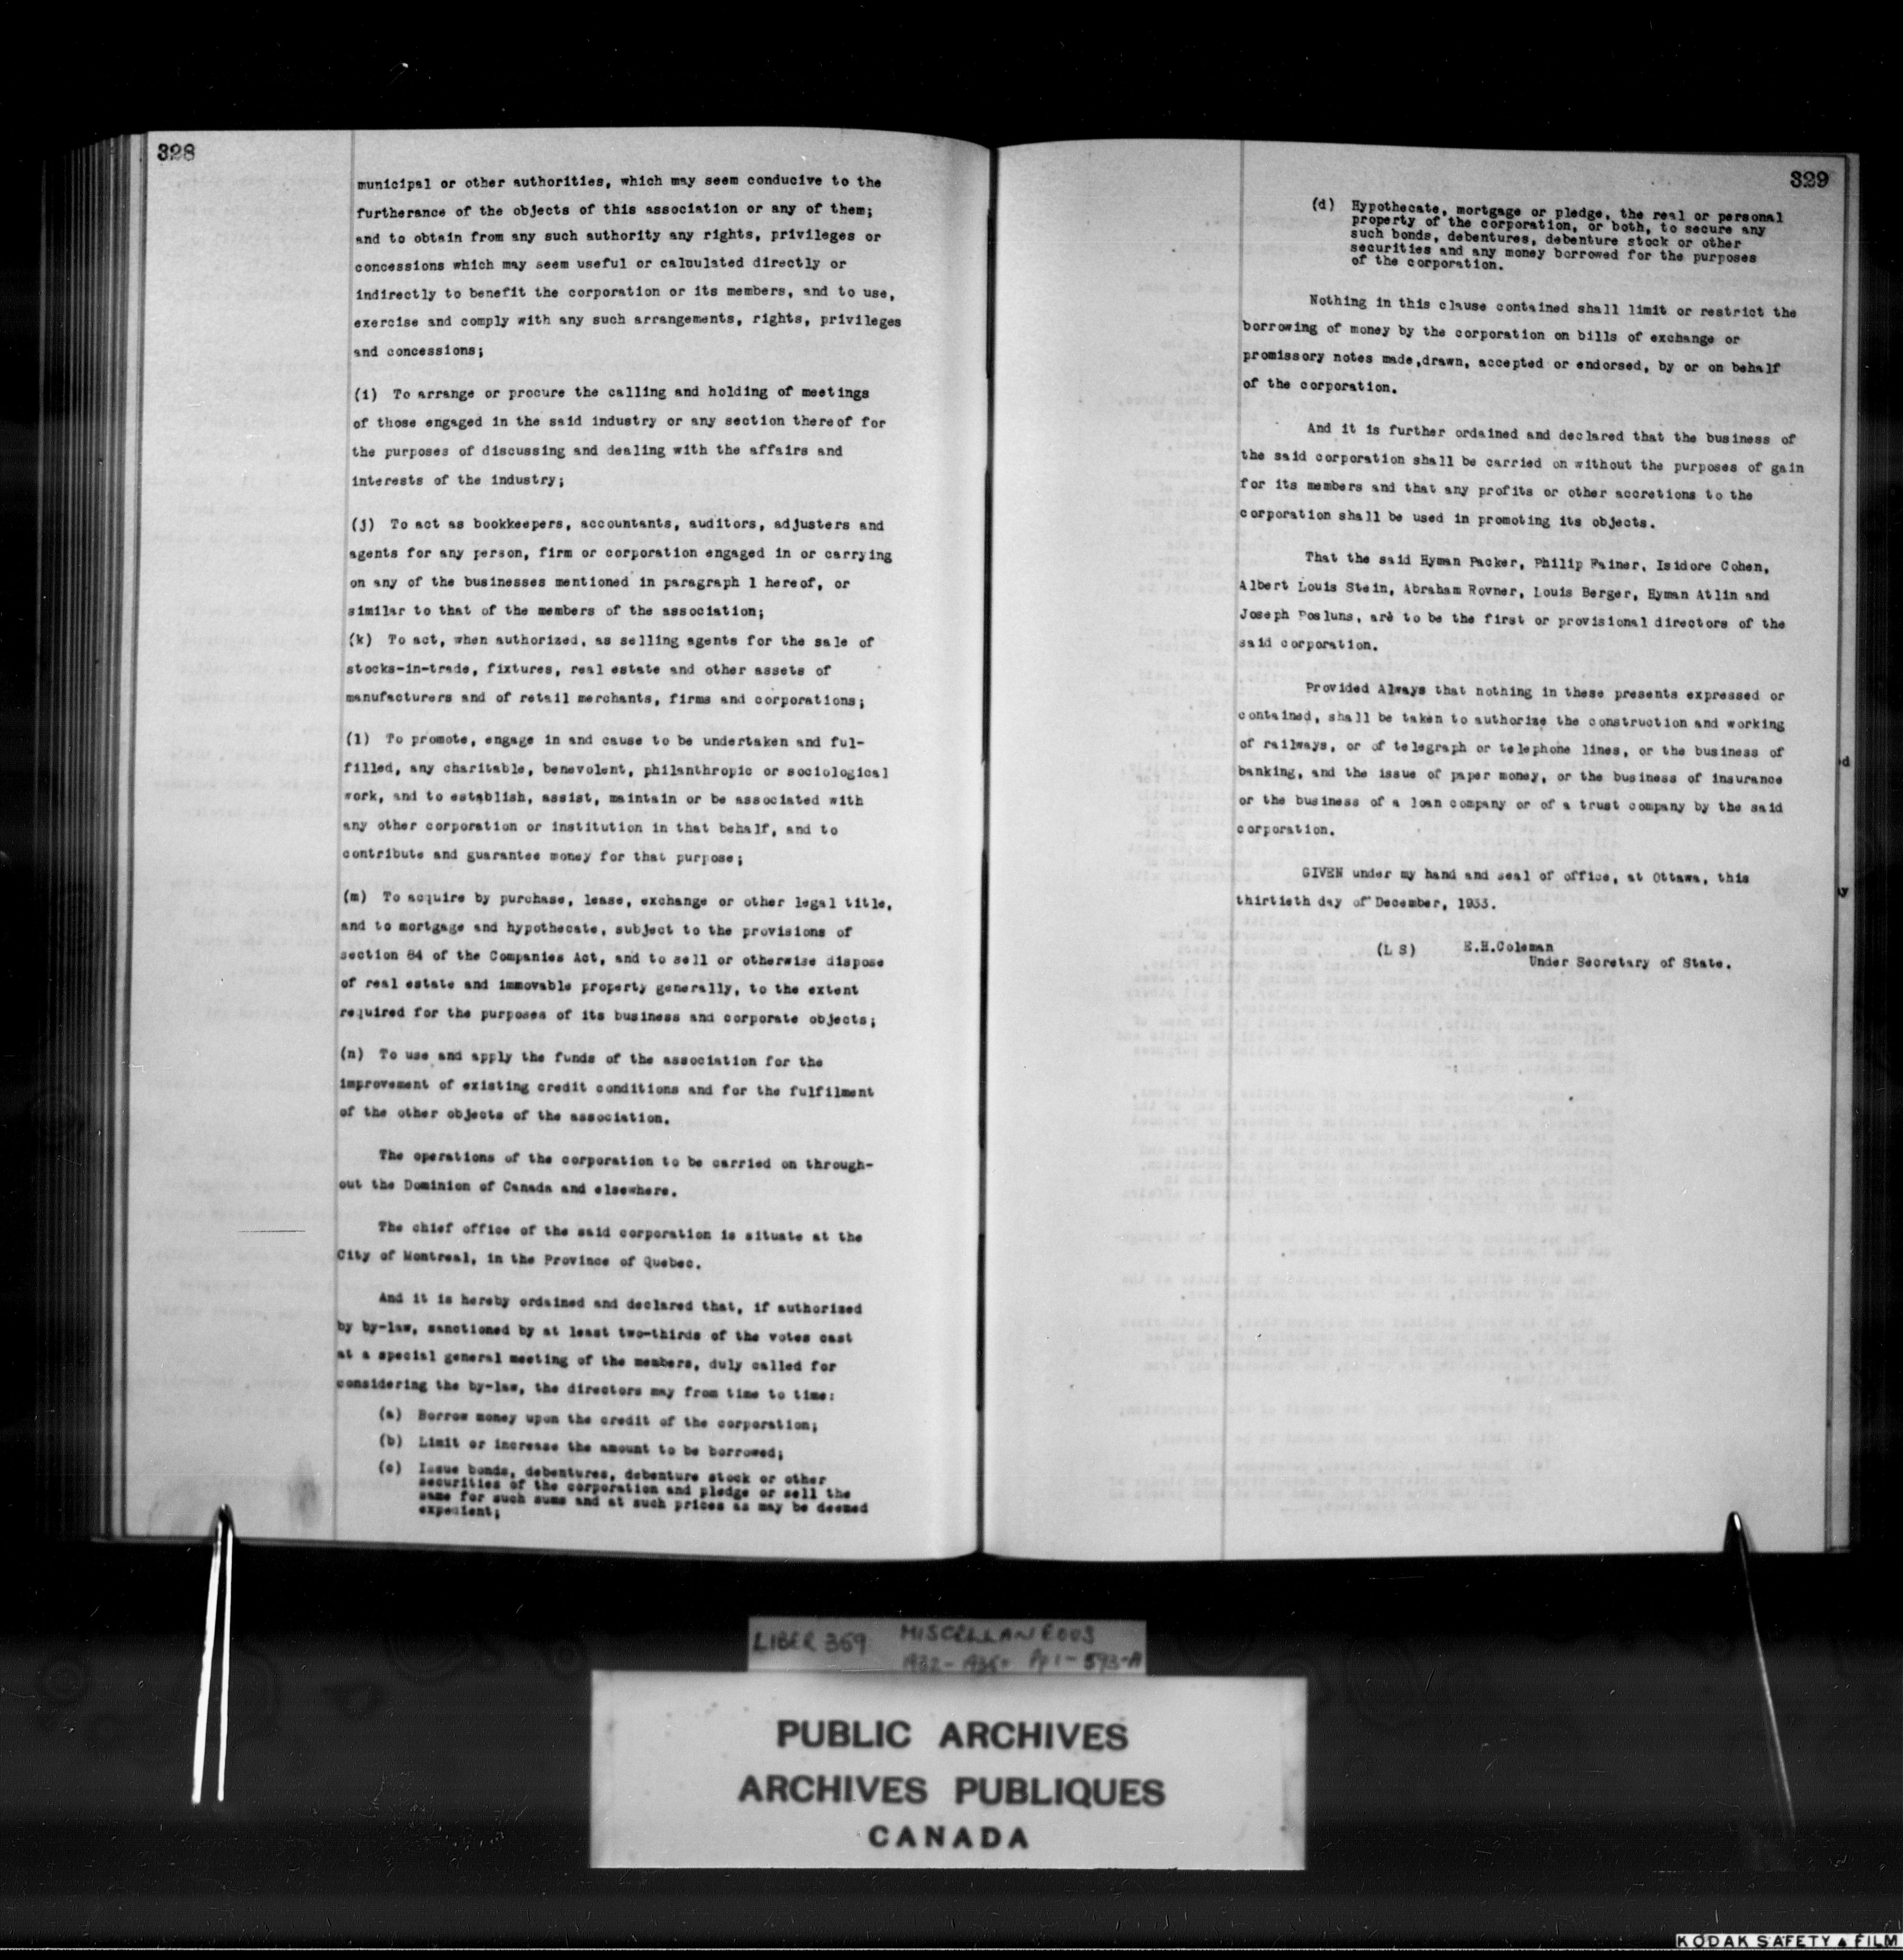 328
municipal or other authorities, which may seem conducive to the
furtherance of the objects of this association or any of them;
and to obtain from any such authority any rights, privileges or
concessions which may seem useful or calculated directly or
indirectly to benefit the corporation or its members, and to use,
exercise and comply with any such arrangements, rights, privileges
and concessions;
(i) To arrange or procure the calling and holding of meetings
of those engaged in the said industry or any section thereof for
the purposes of discussing and dealing with the affairs and
interests of the industry;
(j) To act as bookkeepers, accountants, auditors, adjusters and
agents for any person, firm or corporation engaged in or carrying
on any of the businesses mentioned in paragraph 1 hereof, or
similar to that of the members of the association;
(k) To act, when authorized, as selling agents for the sale of
stocks-in-trade, fixtures, real estate and other assets of
manufacturers and of retail merchants, firms and corporations;
(l) To promote, engage in and cause to be undertaken and ful-
filled, any charitable, benevolent, philanthropic or sociological
work, and to establish, assist, maintain or be associated with
any other corporation or institution in that behalf, and to
contribute and guarantee money for that purpose;
(m) To acquire by purchase, lease, exchange or other legal title,
and to mortgage and hypothecate, subject to the provisions of
section 64 of the Companies Act, and to sell or otherwise dispose
of real estate and immovable property generally, to the extent
required for the purposes of its business and corporate objects;
(n) To use and apply the funds of the association for the
improvement of existing credit conditions and for the fulfilment
of the other objects of the association.
The operations of the corporation to be carried on through-
out the Dominion of Canada and elsewhere.
The chief office of the said corporation is situate at the
City of Montreal, in the Province of Quebec.
And it is hereby ordained and declared that, if authorized
by by-law, sanctioned by at least two-thirds of the votes cast
at a special general meeting of the members, duly called for
considering the by-law, the directors may from time to time:
(a) Borrow money upon the credit of the corporation;
(b) Limit or increase the amount to be borrowed;
(c) Issue bonds, debentures, debenture stock or other
securities of the corporation and pledge or sell the
same for such sums and at such prices as may be deemed
expedient;
329
(d) Hypothecate, mortgage or pledge, the real or personal
property of the corporation, or both, to secure any
such bonds, debentures, debenture stock or other
securities and any money borrowed for the purposes
of the corporation.
Nothing in this clause contained shall limit or restrict the
borrowing of money by the corporation on bills of exchange or
promissory notes made,drawn, accepted or endorsed, by or on behalf
of the corporation.
And it is further ordained and declared that the business of
the said corporation shall be carried on without the purposes of gain
for its members and that any profits or other accretions to the
corporation shall be used in promoting its objects.
That the said Hyman Packer, Philip Fainer, Isidore Cohen,
Albert Louis Stein, Abraham Rovner, Louis Berger, Hyman Atlin and
Joseph Posluns, are to be the first or provisional directors of the
said corporation.
Provided Always that nothing in these presents expressed or
contained, shall be taken to authorize the construction and working
of railways, or of telegraph or telephone lines, or the business of
banking, and the issue of paper money, or the business of insurance
or the business of a loan company or of a trust company by the said
corporation.
GIVEN under my hand and seal of office, at Ottawa, this
thirtieth day of December, 1933.
(L S) E.H.Coleman
Under Secretary of State.
LIBER 369 MISCELLANEOUS
PUBLIC ARCHIVES
ARCHIVES PUBLIQUES
CANADA
KODAK SAFETY FILM